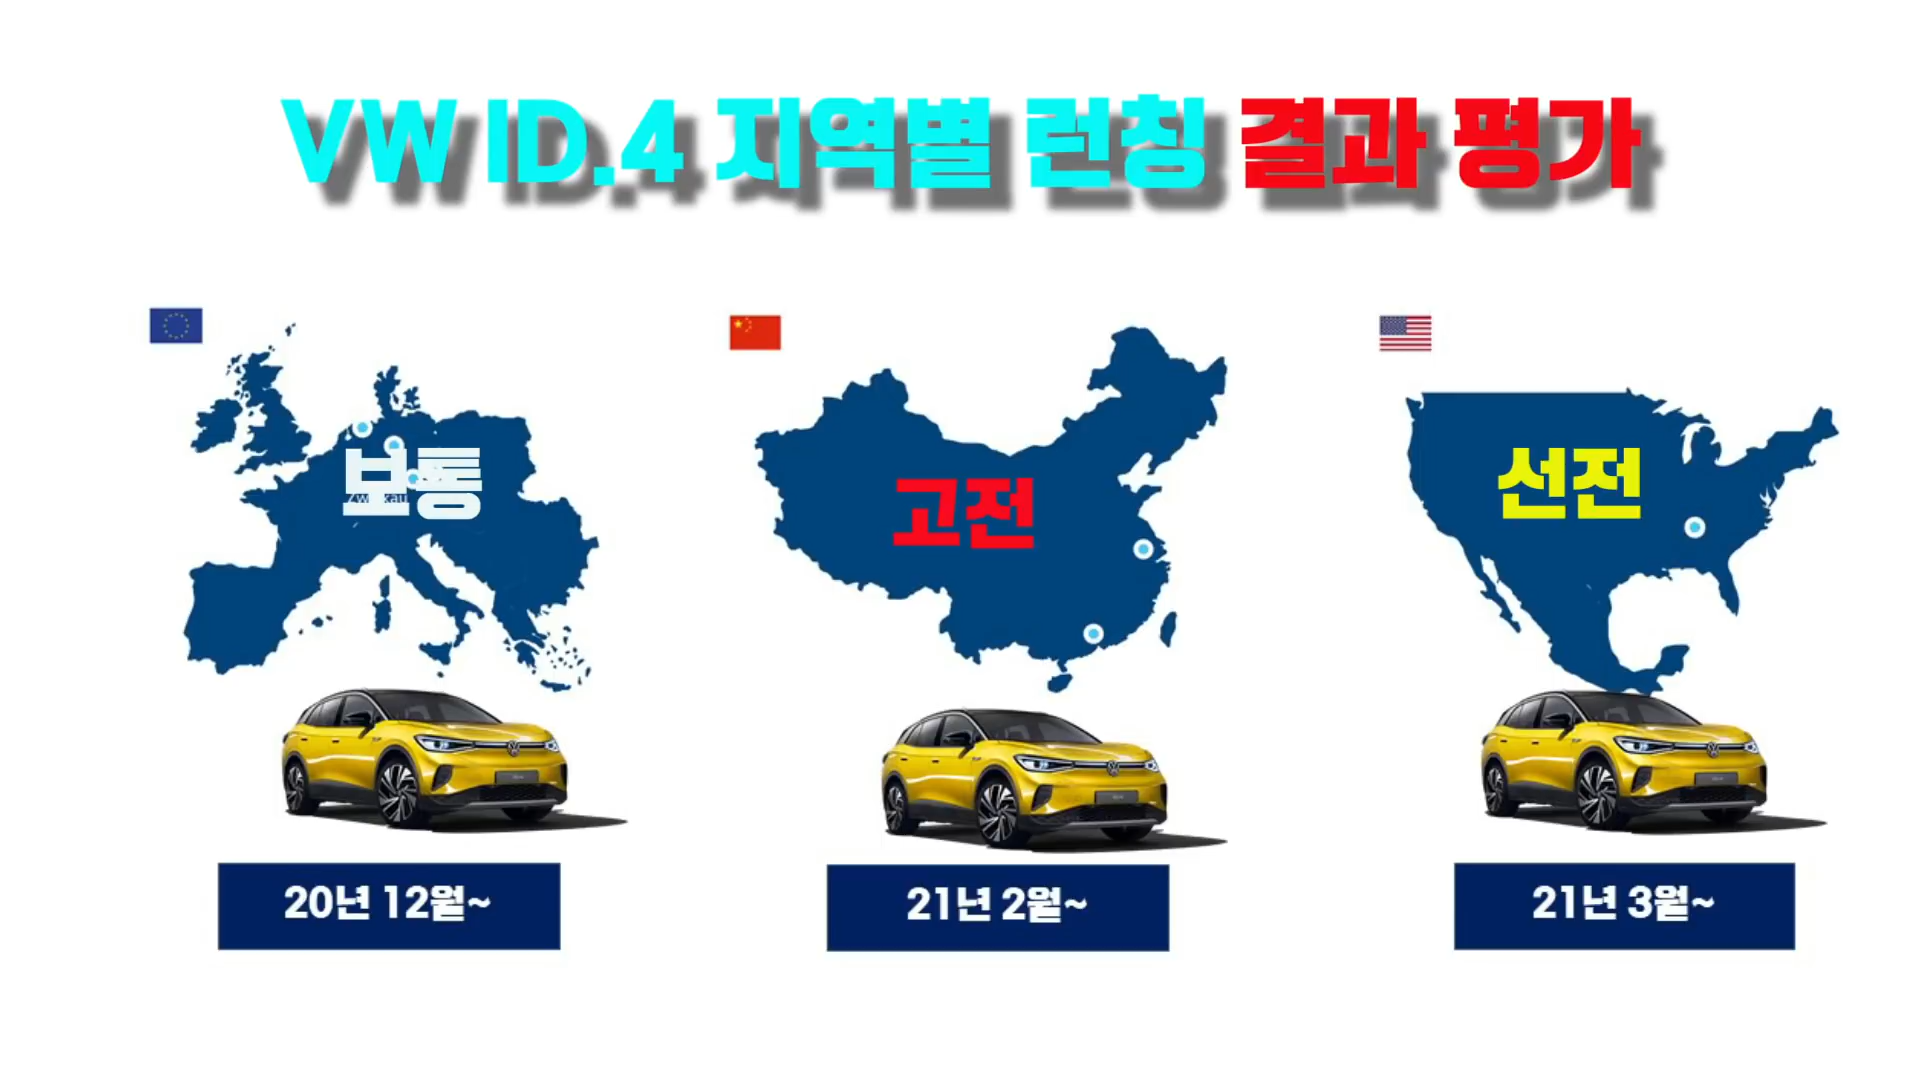 VW ID.4 지역별 런칭 결과 평가
보통
고전
선전
20년 12월~
21년 2월~
21년 3월~